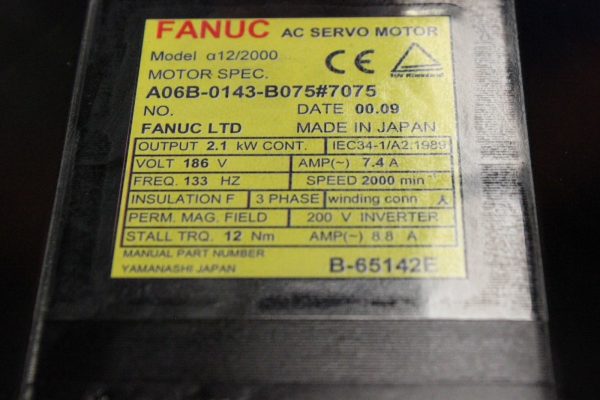 FANUC AC SERVO MOTOR
Model α12/2000
MOTOR SPEC.
CE
A06B-0143-B075#7075
NO. DATE 00.09
FANUC LTD MADE IN JAPAN
OUTPUT 2.1 kW CONT. IEC34-1/A2.1989
VOLT 186 V AMP(~) 7.4 A
FREQ. 133 HZ SPEED 2000 min⁻¹
INSULATION F 3 PHASE winding conn
PERM. MAG. FIELD 200 V INVERTER
STALL TRQ. 12 Nm AMP(~) 8.8 A
MANUAL PART NUMBER
YAMANASHI JAPAN B-65142E